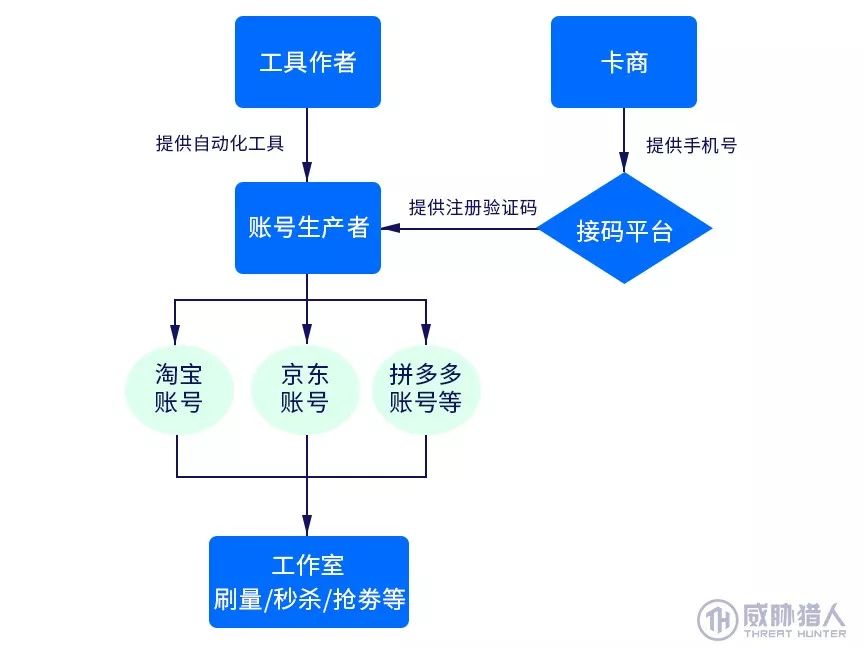 工具作者
卡商
提供自动化工具
提供手机号
账号生产者
提供注册验证码
接码平台
淘宝
账号
京东
账号
拼多多
账号等
工作室
刷量/秒杀/抢劵等
威胁猎人
THREAT HUNTER